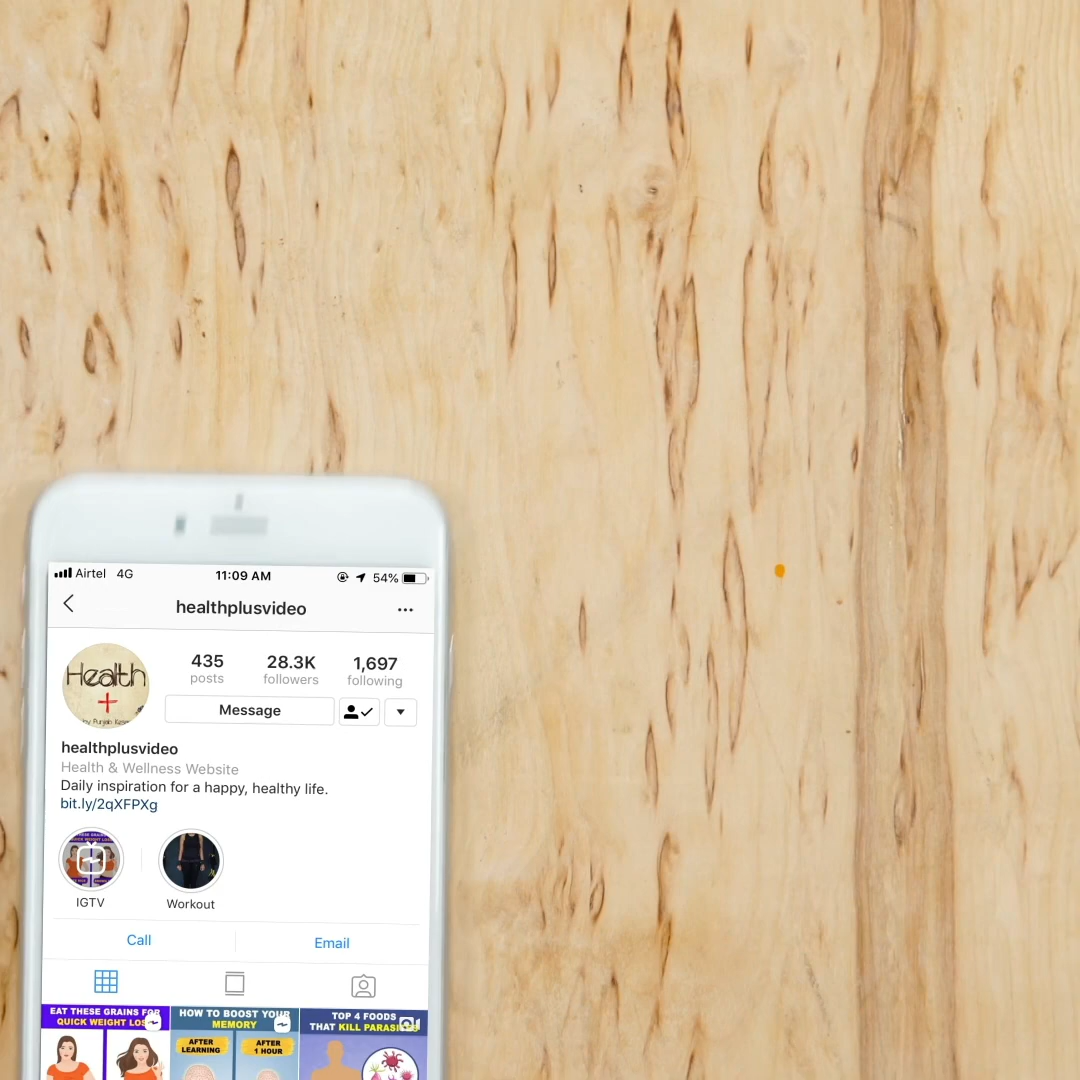 Airtel 4G 11:09 AM 54%
healthplusvideo
Health
by Punjab Kesari
435 28.3K 1,697
posts followers following
Message
healthplusvideo
Health & Wellness Website
Daily inspiration for a happy, healthy life.
bit.ly/2qXFPXg
IGTV Workout
Call Email
EAT THESE GRAINS FOR
QUICK WEIGHT LOSS
HOW TO BOOST YOUR
MEMORY
AFTER
LEARNING
AFTER
1 HOUR
TOP 4 FOODS
THAT KILL PARASITES